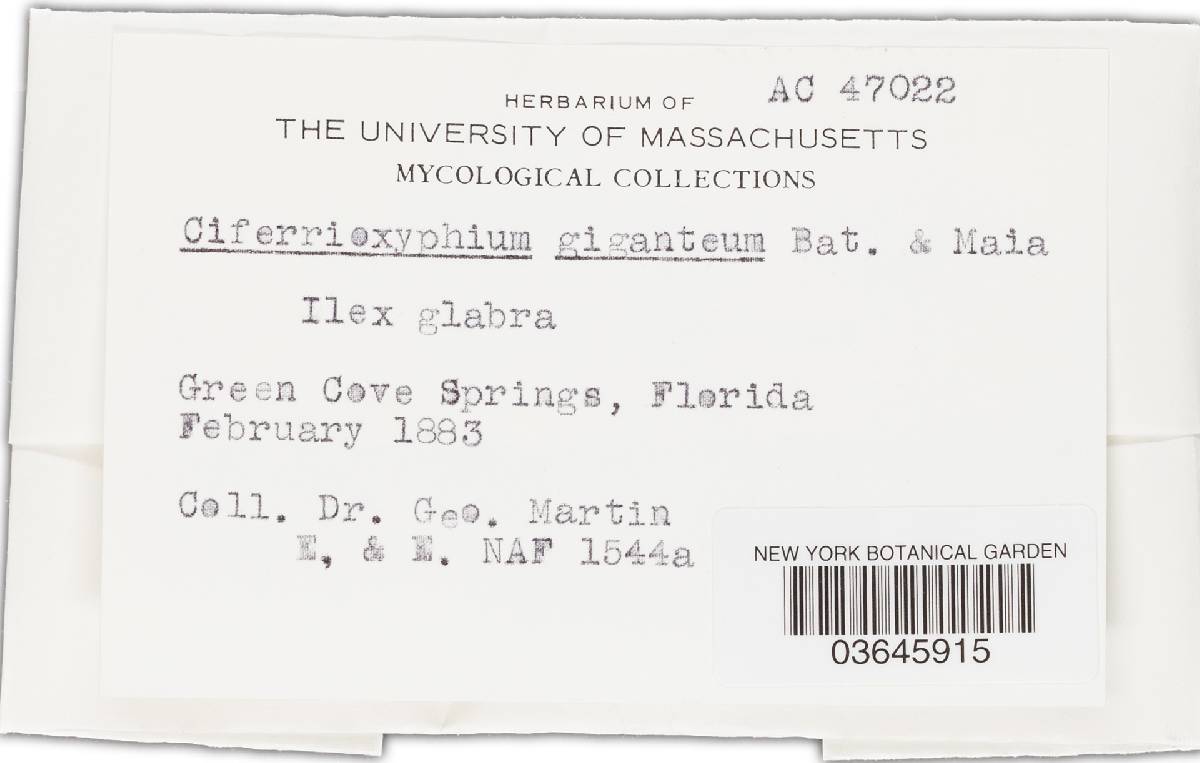 AC 47022
HERBARIUM OF
THE UNIVERSITY OF MASSACHUSETTS
MYCOLOGICAL COLLECTIONS
Ciferrioxyphium giganteum Bat. & Maia
Ilex glabra
Green Cove Springs, Florida
February 1883
Coll. Dr. Geo. Martin
E, & E. NAF 1544a
NEW YORK BOTANICAL GARDEN
03645915